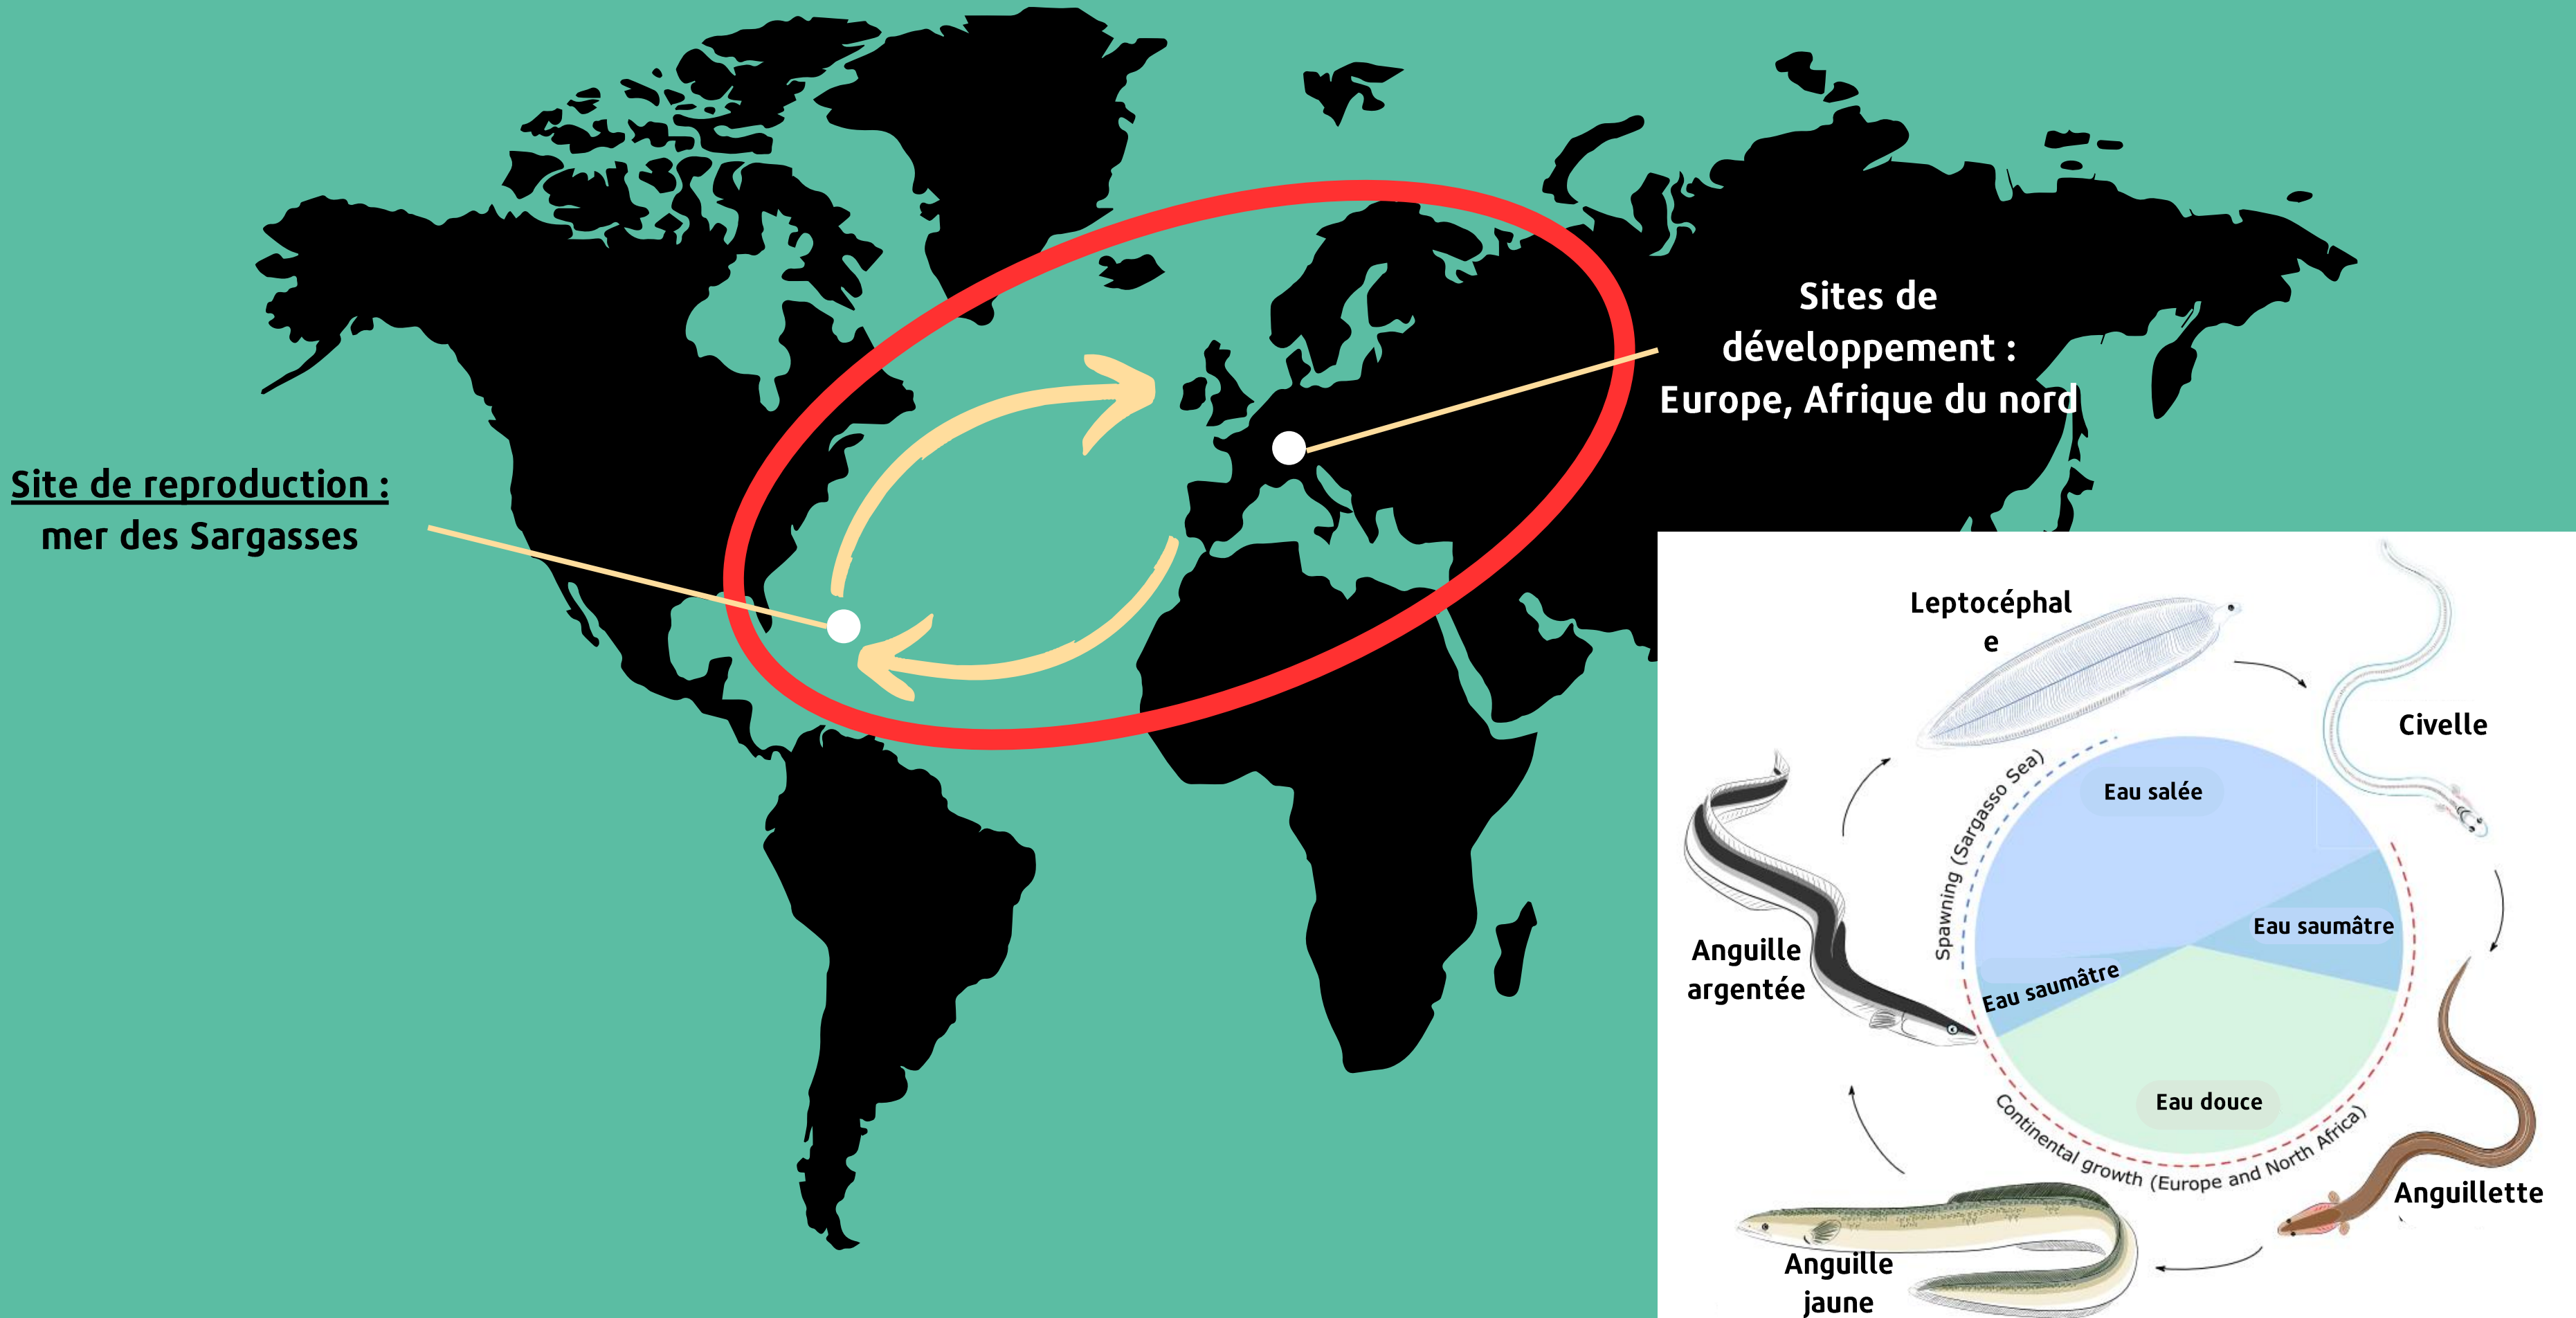 Site de reproduction :
mer des Sargasses
Sites de
développement :
Europe, Afrique du nord
Leptocéphal
e
Civelle
Eau salée
Spawning (Sargasso Sea)
Eau saumâtre
Anguille
argentée
Eau saumâtre
Eau douce
Continental growth (Europe and North Africa)
Anguillette
Anguille
jaune